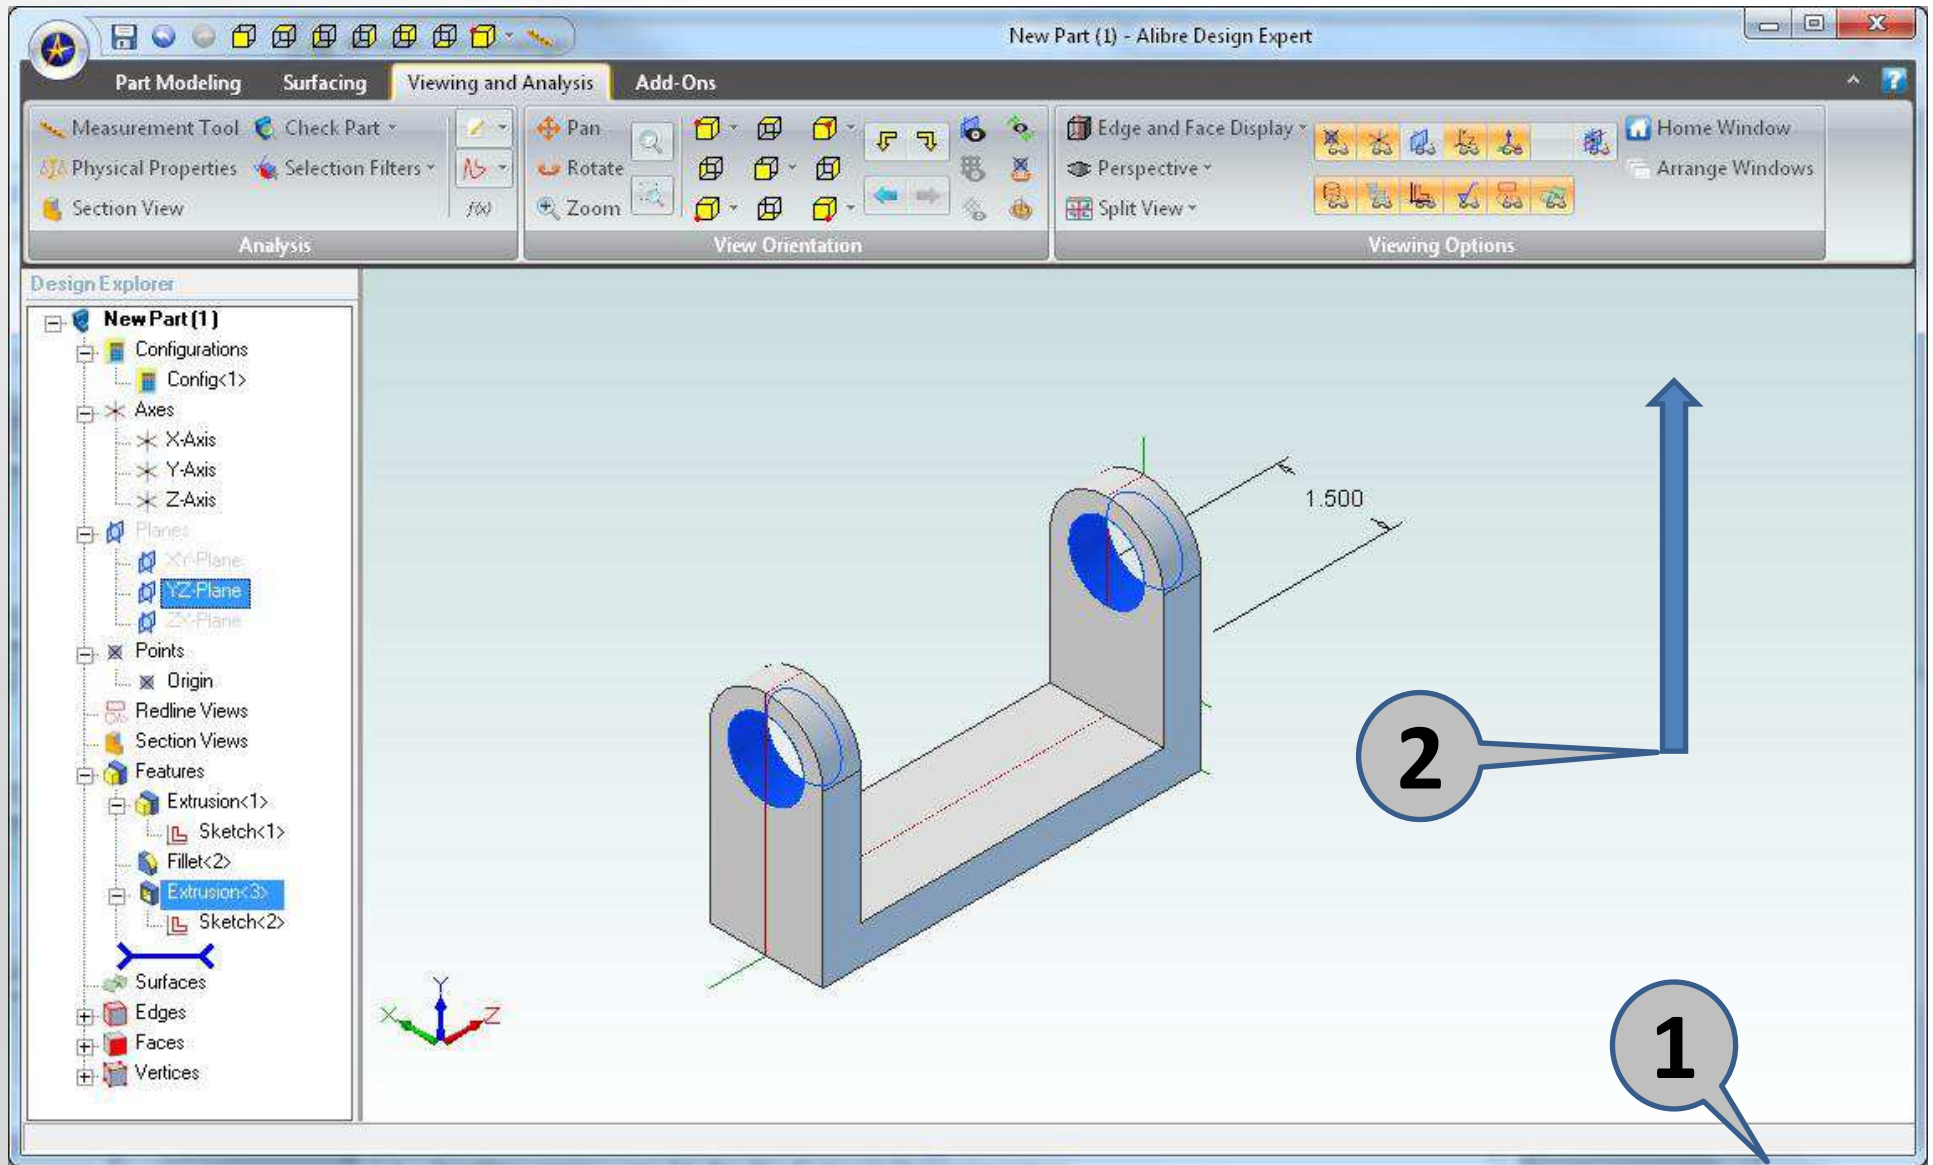 New Part (1) - Alibre Design Expert
Part Modeling Surfacing Viewing and Analysis Add-Ons
Measurement Tool Check Part Pan Edge and Face Display Home Window
Physical Properties Selection Filters Rotate Perspective Arrange Windows
Section View f(x) Zoom Split View
Analysis View Orientation Viewing Options
Design Explorer
New Part (1)
Configurations
Config<1>
Axes
X-Axis
Y-Axis
Z-Axis
Planes
XY-Plane
YZ-Plane
ZX-Plane
Points
Origin
Redline Views
Section Views
Features
Extrusion<1>
Sketch<1>
Fillet<2>
Extrusion<3>
Sketch<2>
Surfaces
Edges
Faces
Vertices
1.500
2
1
X Y Z